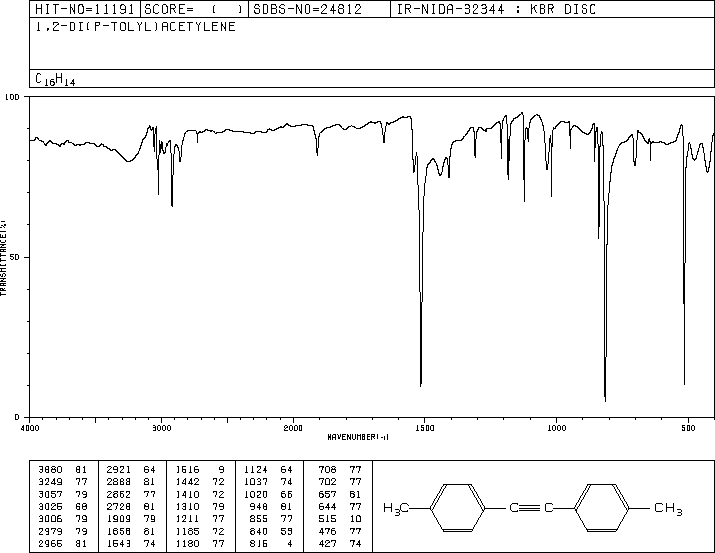 HIT-NO=11191 SCORE= ( ) SDBS-NO=24812 IR-NIDA-32344 : KBR DISC
1,2-DI(P-TOLYL)ACETYLENE
C16H14
100
50
0
TRANSMITTANCE(%)
4000 3000 2000 1500 1000 500
WAVENUMBER(-1)
3880 81 2921 64 1516 9 1124 64 708 77
3249 77 2888 81 1442 72 1037 74 702 77
3057 79 2862 77 1410 72 1020 66 657 81
3025 68 2728 81 1310 79 948 81 644 77
3006 79 1909 79 1211 77 855 77 515 10
2979 79 1658 81 1185 72 840 53 476 77
2966 81 1543 74 1180 77 816 4 427 74
H3C C C CH3